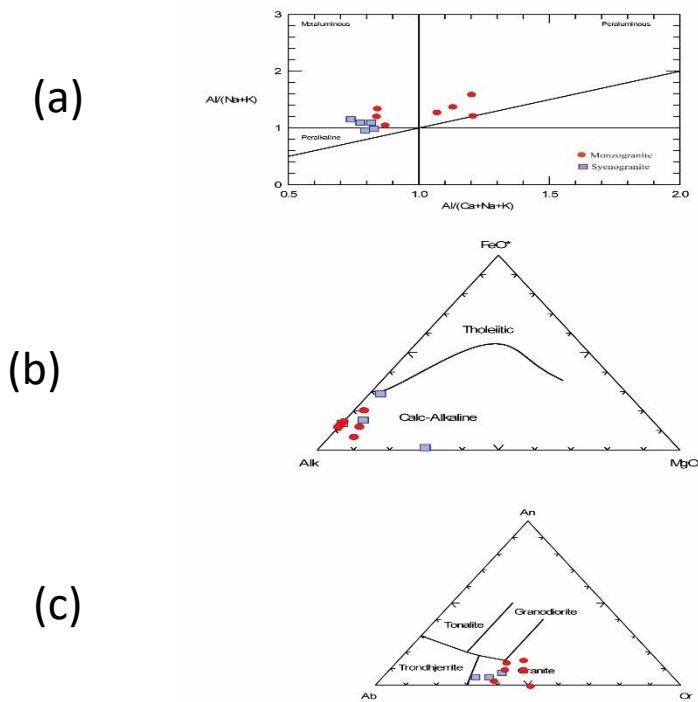 (a)
3
Metaluminous
Peraluminous
2
Al/(Na+K)
1
Peralkaline
Monzogranite
Syenogranite
0
0.5
1.0
1.5
2.0
Al/(Ca+Na+K)
(b)
FeO*
Tholeiitic
Calc-Alkaline
Alk
MgO
(c)
An
Tonalite
Granodiorite
Trondhjemite
Granite
Ab
Or